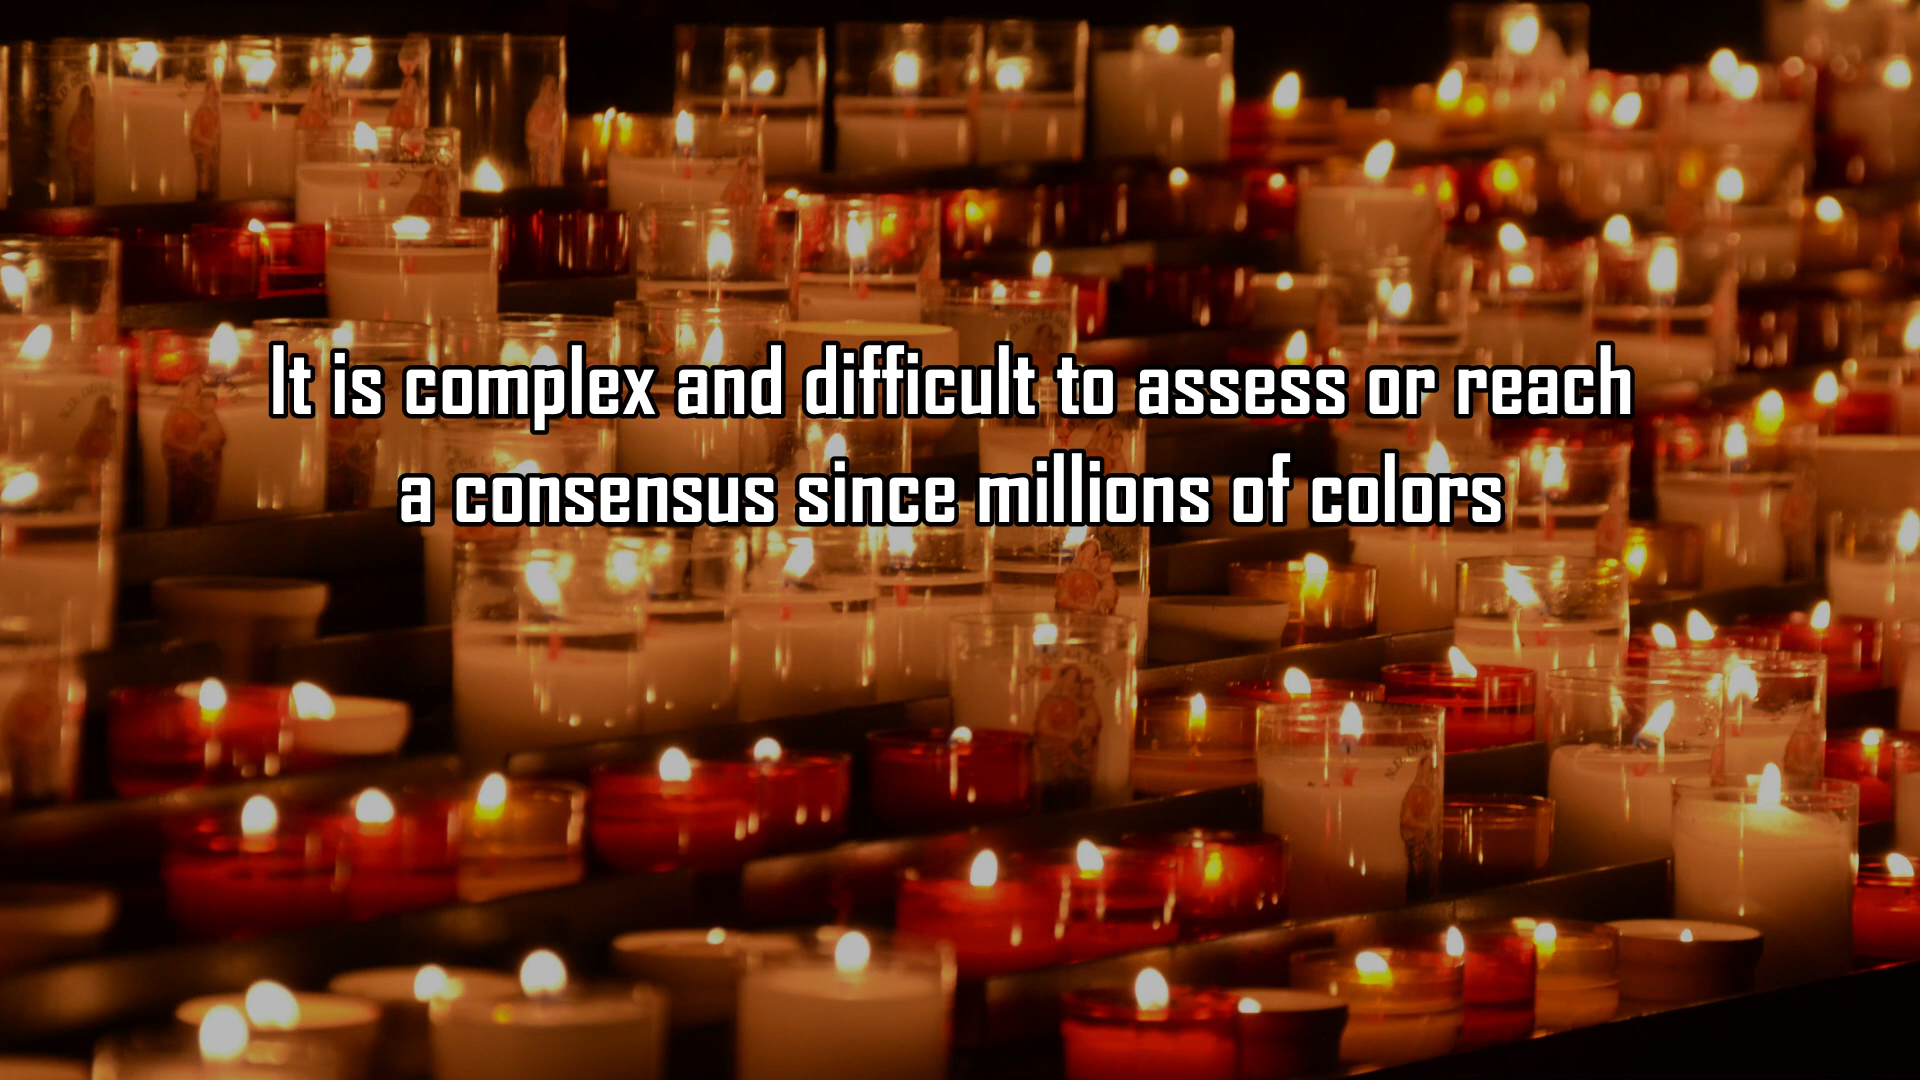 It is complex and difficult to assess or reach
a consensus since millions of colors